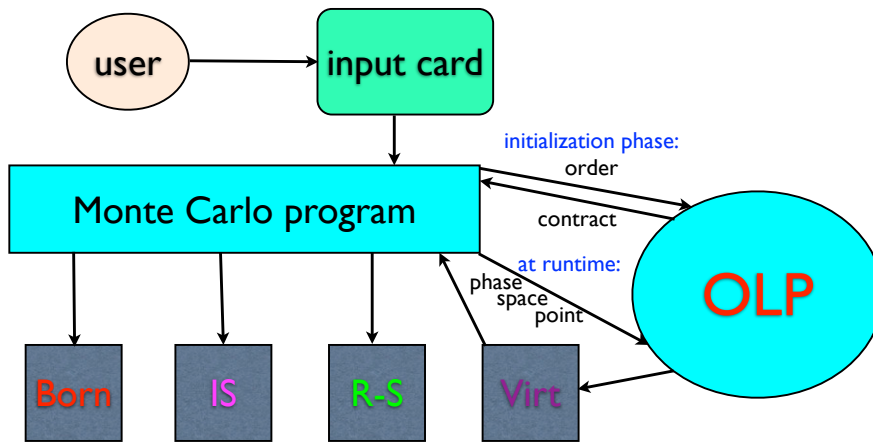 user
input card
initialization phase:
order
Monte Carlo program
contract
at runtime:
phase
space
point
OLP
Born
IS
R-S
Virt